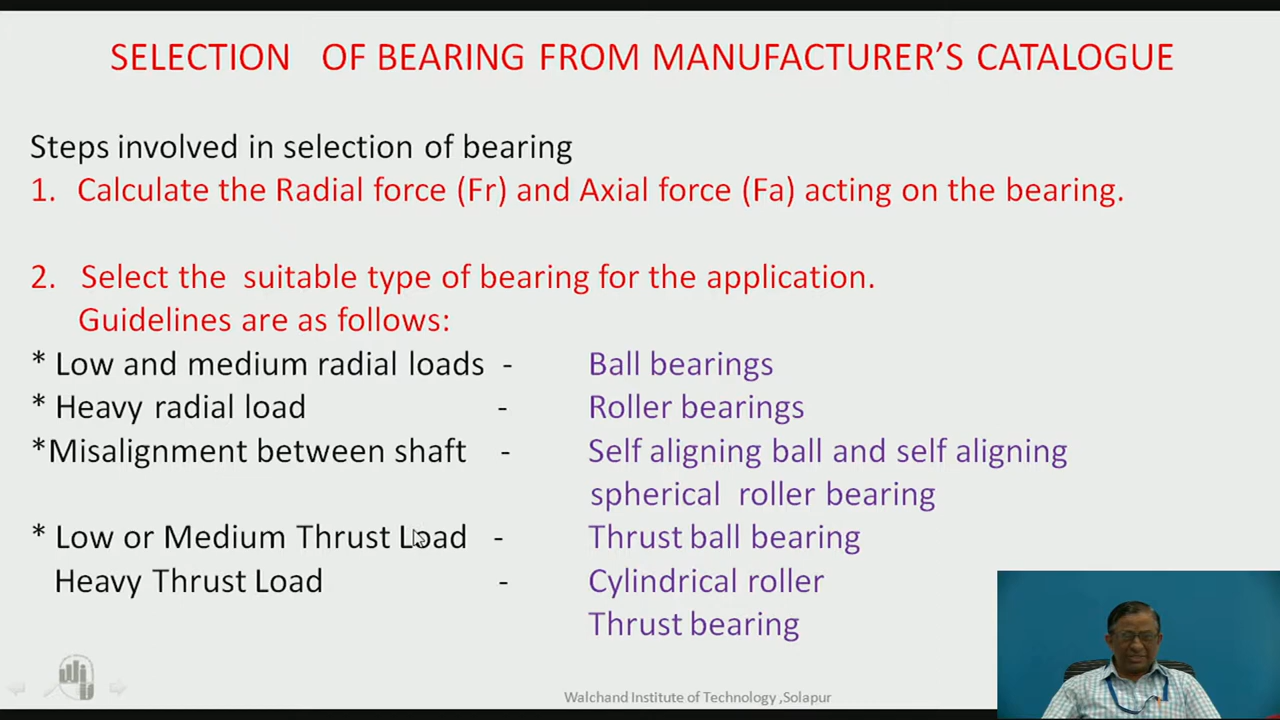 SELECTION OF BEARING FROM MANUFACTURER'S CATALOGUE
Steps involved in selection of bearing
1. Calculate the Radial force (Fr) and Axial force (Fa) acting on the bearing.
2. Select the suitable type of bearing for the application.
Guidelines are as follows:
* Low and medium radial loads - Ball bearings
* Heavy radial load - Roller bearings
*Misalignment between shaft - Self aligning ball and self aligning
spherical roller bearing
* Low or Medium Thrust Load - Thrust ball bearing
Heavy Thrust Load - Cylindrical roller
Thrust bearing
Walchand Institute of Technology ,Solapur